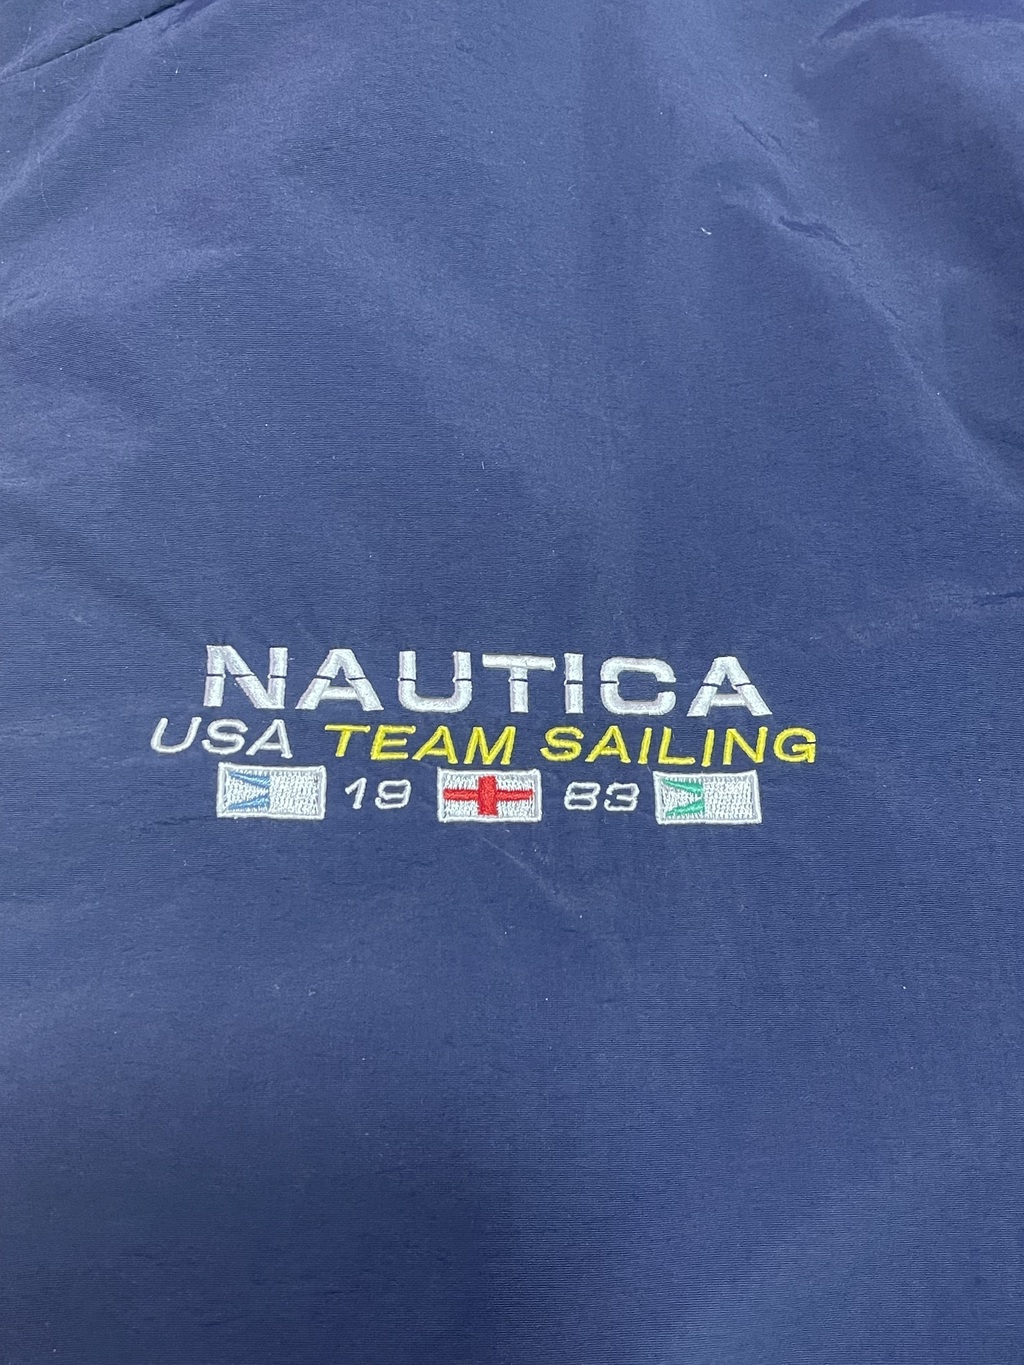 NAUTICA
USA TEAM SAILING
19 83